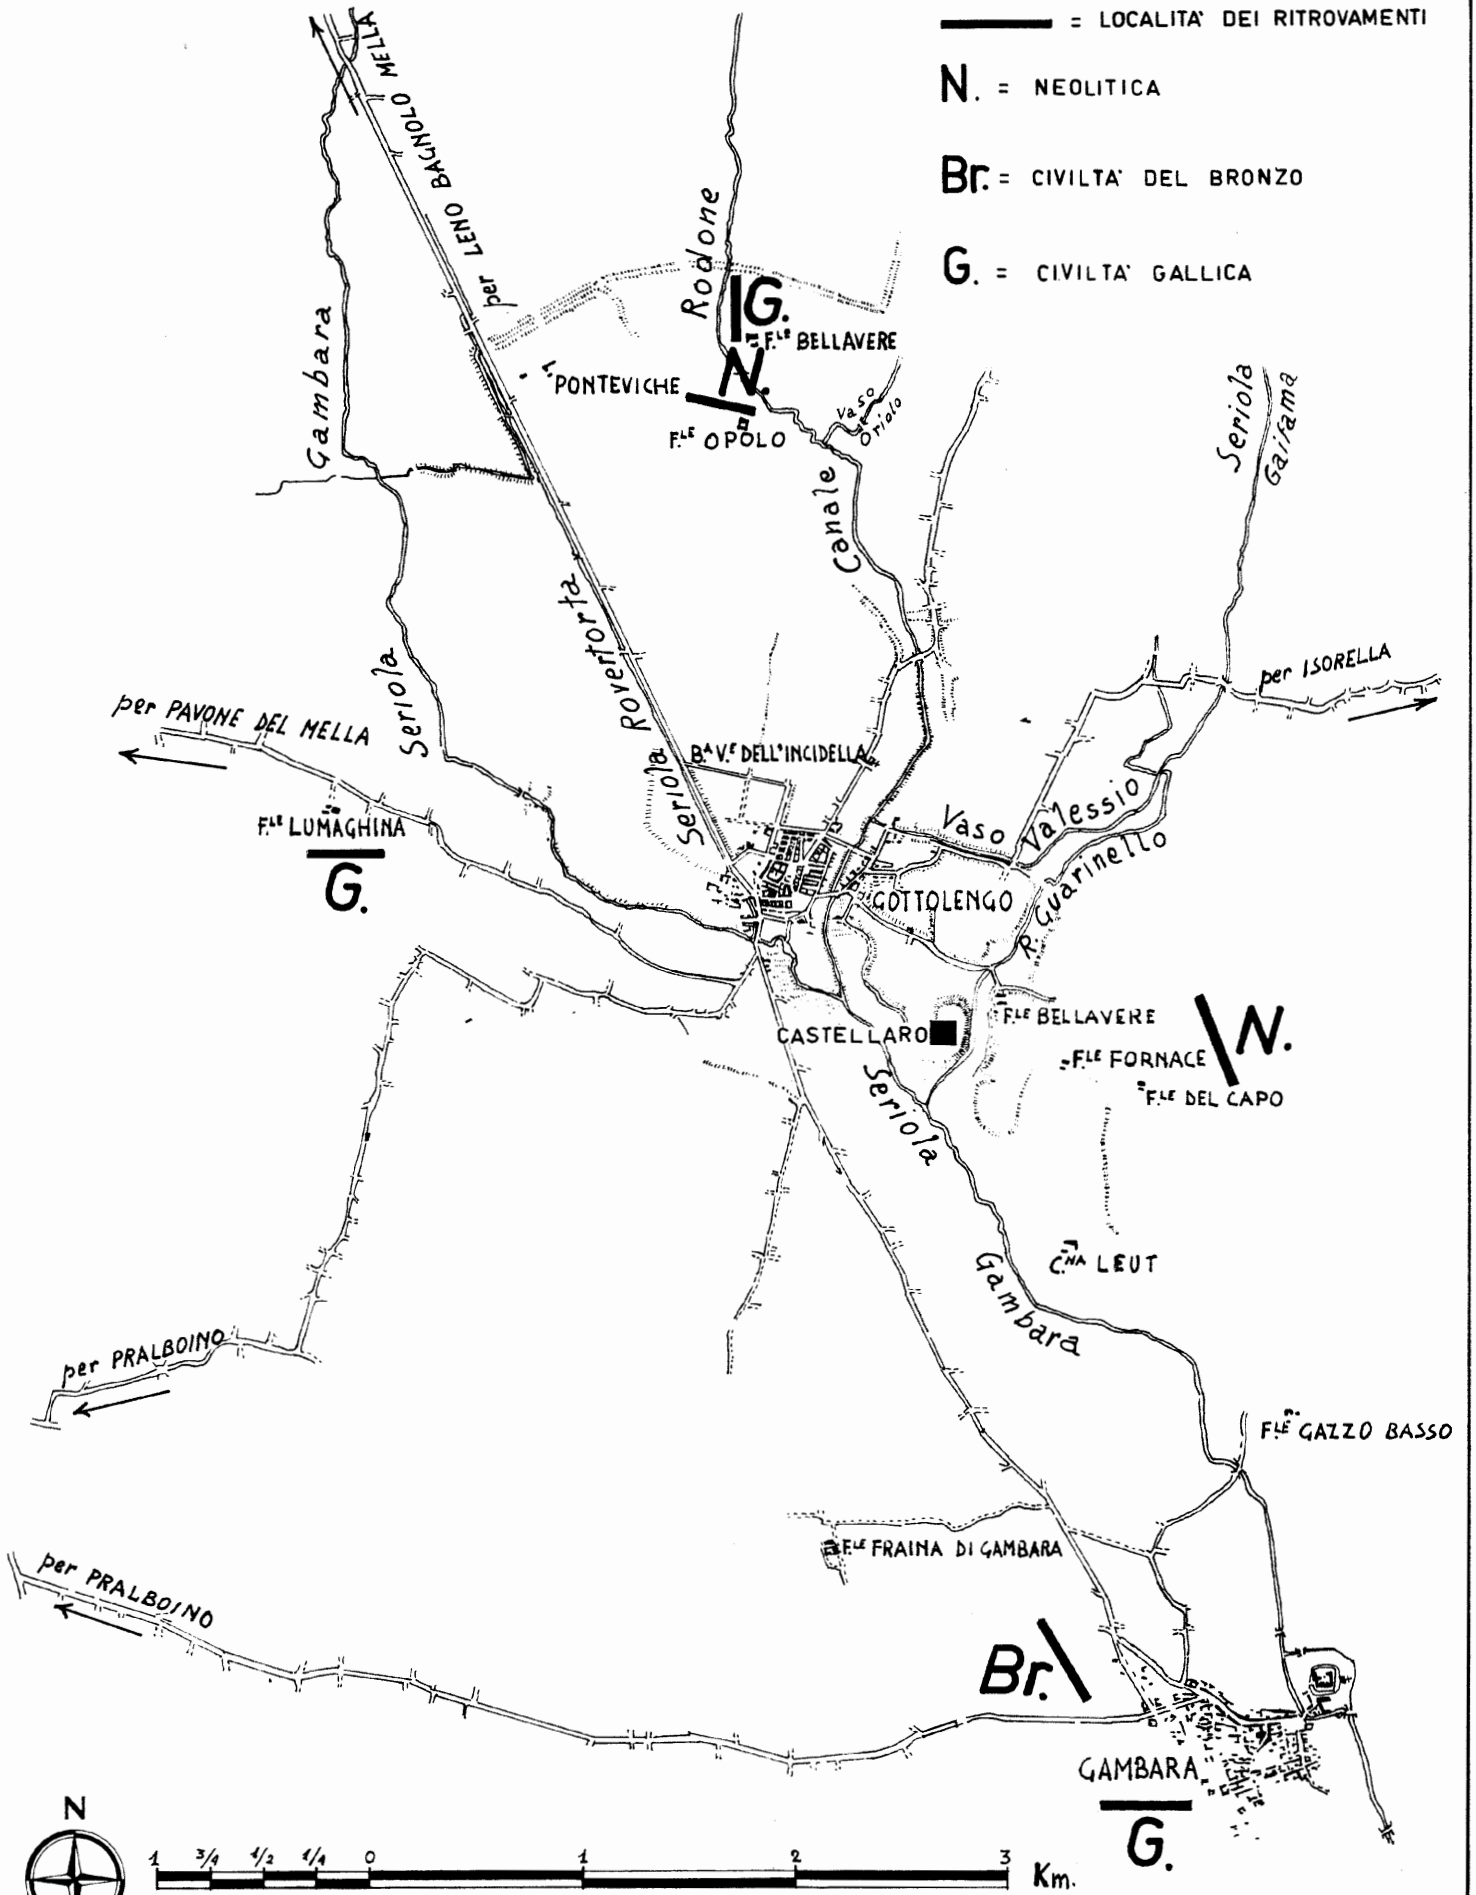 = LOCALITA' DEI RITROVAMENTI
N. = NEOLITICA
Br. = CIVILTA' DEL BRONZO
G. = CIVILTA' GALLICA
per LENO BAGNOLO MELLA
Gambara
Rodone
G.
F.LE BELLAVERE
N.
PONTEVICHE
F.LE OPOLO
Vaso
Oriolo
Canale
Seriola
Gaifama
Seriola
Seriola Rovertorta
per ISORELLA
per PAVONE DEL MELLA
B.A V.E DELL'INCIDELLA
F.LE LUMAGHINA
G.
Vaso Valessio
R. Guarinello
GOTTOLENGO
CASTELLARO
F.LE BELLAVERE
F.LE FORNACE
N.
F.LE DEL CAPO
Seriola
Gambara
C.NA LEUT
per PRALBOINO
F.LE GAZZO BASSO
F.LE FRAINA DI GAMBARA
per PRALBOINO
Br.
GAMBARA
G.
N
1 3/4 1/2 1/4 0 1 2 3 Km.